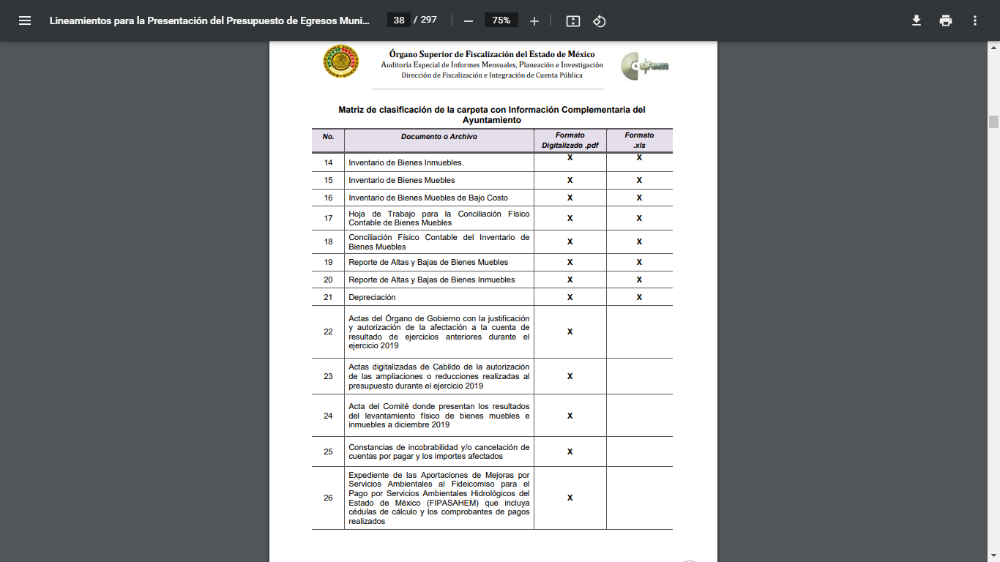 Lineamientos para la Presentación del Presupuesto de Egresos Muni...
38 / 297
75%
Órgano Superior de Fiscalización del Estado de México
Auditoría Especial de Informes Mensuales, Planeación e Investigación
Dirección de Fiscalización e Integración de Cuenta Pública
osfem
Matriz de clasificación de la carpeta con Información Complementaria del
Ayuntamiento
No. Documento o Archivo Formato Digitalizado .pdf Formato .xls
14 Inventario de Bienes Inmuebles. X X
15 Inventario de Bienes Muebles X X
16 Inventario de Bienes Muebles de Bajo Costo X X
17 Hoja de Trabajo para la Conciliación Físico
Contable de Bienes Muebles X X
18 Conciliación Físico Contable del Inventario de
Bienes Muebles X X
19 Reporte de Altas y Bajas de Bienes Muebles X X
20 Reporte de Altas y Bajas de Bienes Inmuebles X X
21 Depreciación X X
22 Actas del Órgano de Gobierno con la justificación
y autorización de la afectación a la cuenta de
resultado de ejercicios anteriores durante el
ejercicio 2019 X
23 Actas digitalizadas de Cabildo de la autorización
de las ampliaciones o reducciones realizadas al
presupuesto durante el ejercicio 2019 X
24 Acta del Comité donde presentan los resultados
del levantamiento físico de bienes muebles e
inmuebles a diciembre 2019 X
25 Constancias de incobrabilidad y/o cancelación de
cuentas por pagar y los importes afectados X
26 Expediente de las Aportaciones de Mejoras por
Servicios Ambientales al Fideicomiso para el
Pago por Servicios Ambientales Hidrológicos del
Estado de México (FIPASAHEM) que incluya
cédulas de cálculo y los comprobantes de pagos
realizados X